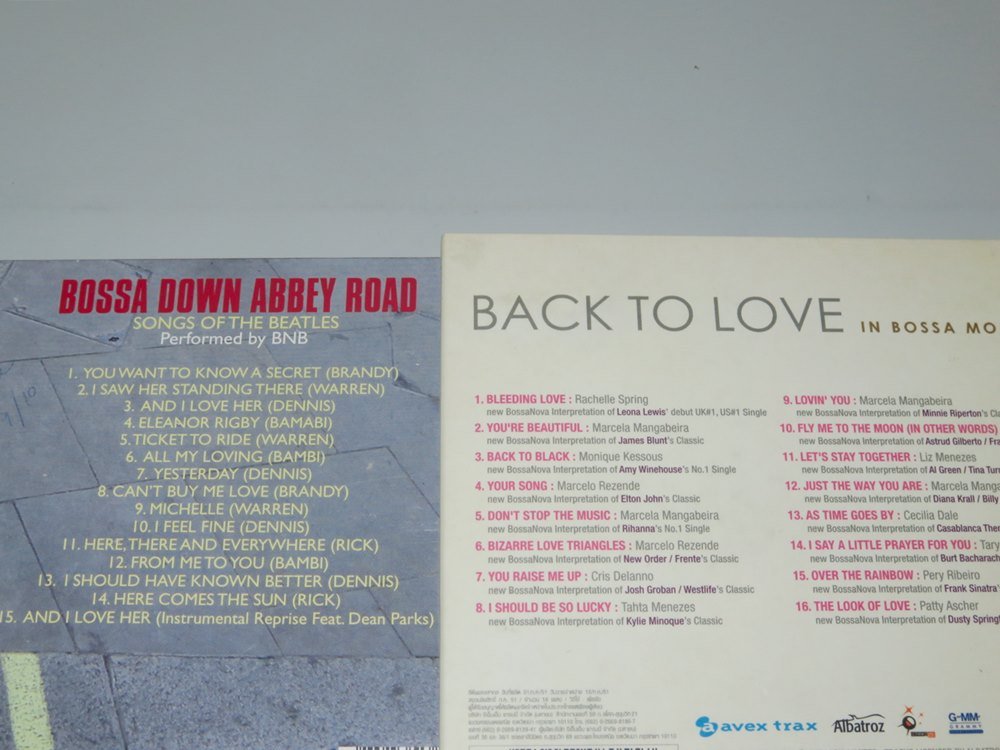 BOSSA DOWN ABBEY ROAD
SONGS OF THE BEATLES
Performed by BNB
1. YOU WANT TO KNOW A SECRET (BRANDY)
2. I SAW HER STANDING THERE (WARREN)
3. AND I LOVE HER (DENNIS)
4. ELEANOR RIGBY (BAMABI)
5. TICKET TO RIDE (WARREN)
6. ALL MY LOVING (BAMBI)
7. YESTERDAY (DENNIS)
8. CAN'T BUY ME LOVE (BRANDY)
9. MICHELLE (WARREN)
10. I FEEL FINE (DENNIS)
11. HERE, THERE AND EVERYWHERE (RICK)
12. FROM ME TO YOU (BAMBI)
13. I SHOULD HAVE KNOWN BETTER (DENNIS)
14. HERE COMES THE SUN (RICK)
15. AND I LOVE HER (Instrumental Reprise Feat. Dean Parks)
BACK TO LOVE IN BOSSA MO
1. BLEEDING LOVE : Rachelle Spring
new BossaNova Interpretation of Leona Lewis' debut UK#1, US#1 Single
2. YOU'RE BEAUTIFUL : Marcela Mangabeira
new BossaNova Interpretation of James Blunt's Classic
3. BACK TO BLACK : Monique Kessous
new BossaNova Interpretation of Amy Winehouse's No.1 Single
4. YOUR SONG : Marcelo Rezende
new BossaNova Interpretation of Elton John's Classic
5. DON'T STOP THE MUSIC : Marcela Mangabeira
new BossaNova Interpretation of Rihanna's No.1 Single
6. BIZARRE LOVE TRIANGLES : Marcelo Rezende
new BossaNova Interpretation of New Order / Frente's Classic
7. YOU RAISE ME UP : Cris Delanno
new BossaNova Interpretation of Josh Groban / Westlife's Classic
8. I SHOULD BE SO LUCKY : Tahta Menezes
new BossaNova Interpretation of Kylie Minoque's Classic
9. LOVIN' YOU : Marcela Mangabeira
new BossaNova Interpretation of Minnie Riperton's Cla
10. FLY ME TO THE MOON (IN OTHER WORDS)
new BossaNova Interpretation of Astrud Gilberto / Fra
11. LET'S STAY TOGETHER : Liz Menezes
new BossaNova Interpretation of Al Green / Tina Turn
12. JUST THE WAY YOU ARE : Marcela Manga
new BossaNova Interpretation of Diana Krall / Billy
13. AS TIME GOES BY : Cecilia Dale
new BossaNova Interpretation of Casablanca Them
14. I SAY A LITTLE PRAYER FOR YOU : Tary
new BossaNova Interpretation of Burt Bacharach
15. OVER THE RAINBOW : Pery Ribeiro
new BossaNova Interpretation of Frank Sinatra'
16. THE LOOK OF LOVE : Patty Ascher
new BossaNova Interpretation of Dusty Springf
avex trax Albatroz G-MM
GRAMMY